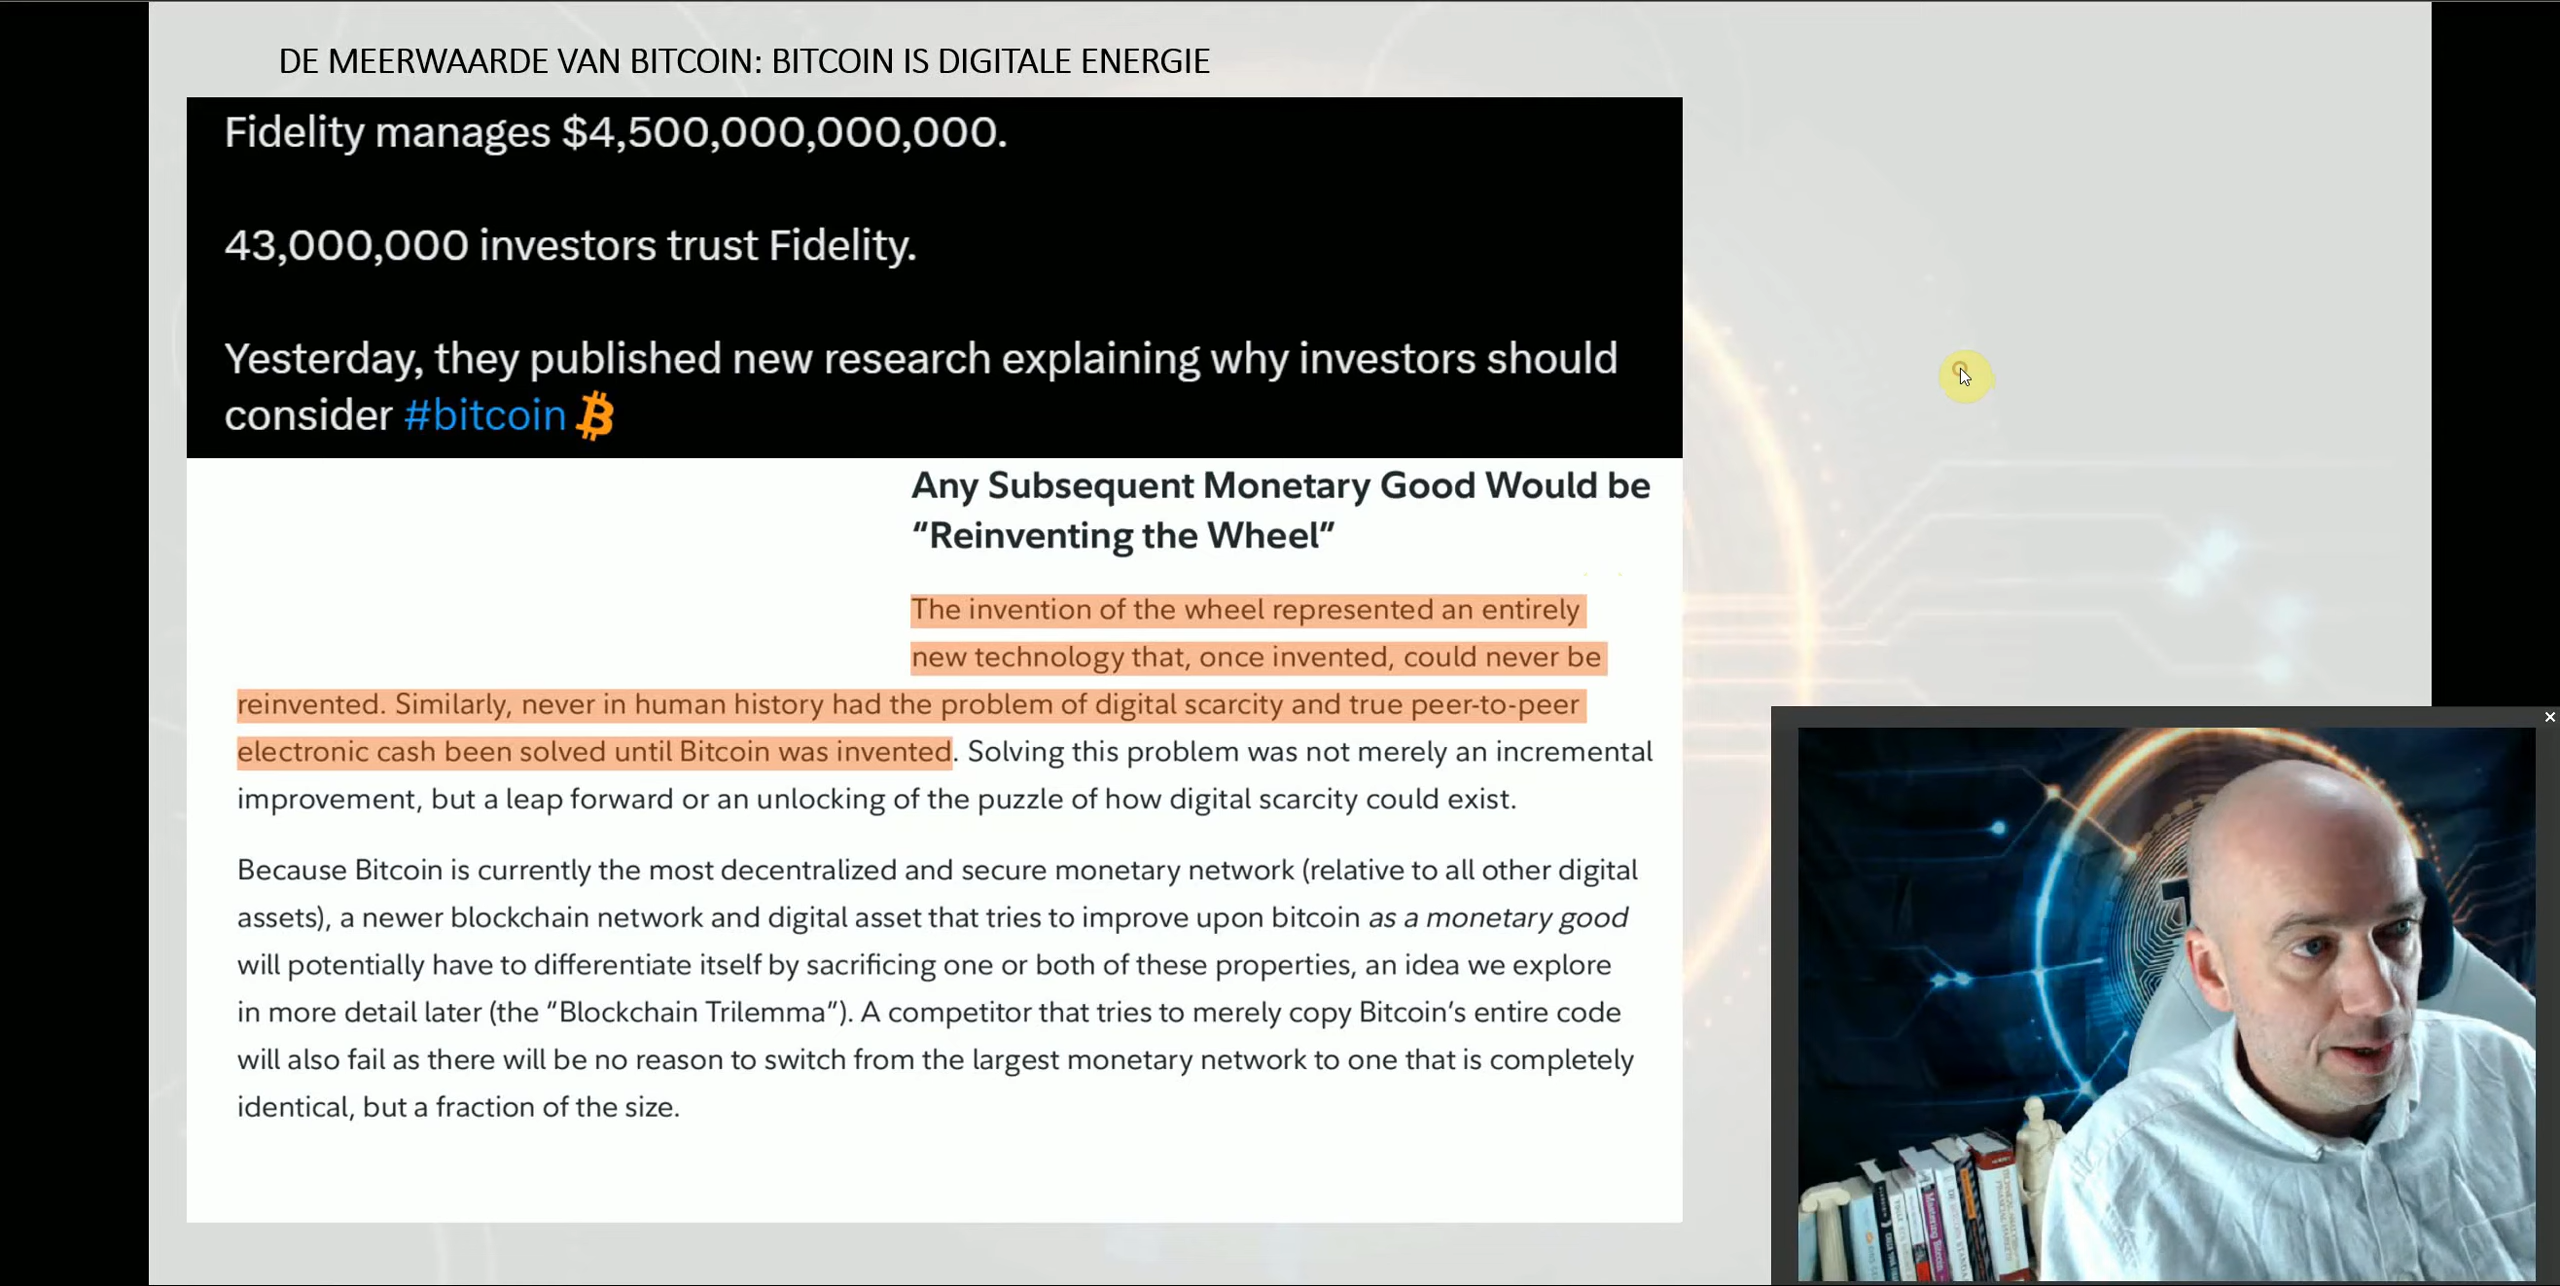 DE MEERWAARDE VAN BITCOIN: BITCOIN IS DIGITALE ENERGIE
Fidelity manages $4,500,000,000,000.
43,000,000 investors trust Fidelity.
Yesterday, they published new research explaining why investors should
consider #bitcoin
Any Subsequent Monetary Good Would be
“Reinventing the Wheel”
The invention of the wheel represented an entirely
new technology that, once invented, could never be
reinvented. Similarly, never in human history had the problem of digital scarcity and true peer-to-peer
electronic cash been solved until Bitcoin was invented. Solving this problem was not merely an incremental
improvement, but a leap forward or an unlocking of the puzzle of how digital scarcity could exist.
Because Bitcoin is currently the most decentralized and secure monetary network (relative to all other digital
assets), a newer blockchain network and digital asset that tries to improve upon bitcoin as a monetary good
will potentially have to differentiate itself by sacrificing one or both of these properties, an idea we explore
in more detail later (the “Blockchain Trilemma”). A competitor that tries to merely copy Bitcoin’s entire code
will also fail as there will be no reason to switch from the largest monetary network to one that is completely
identical, but a fraction of the size.
Mastering Bitcoin